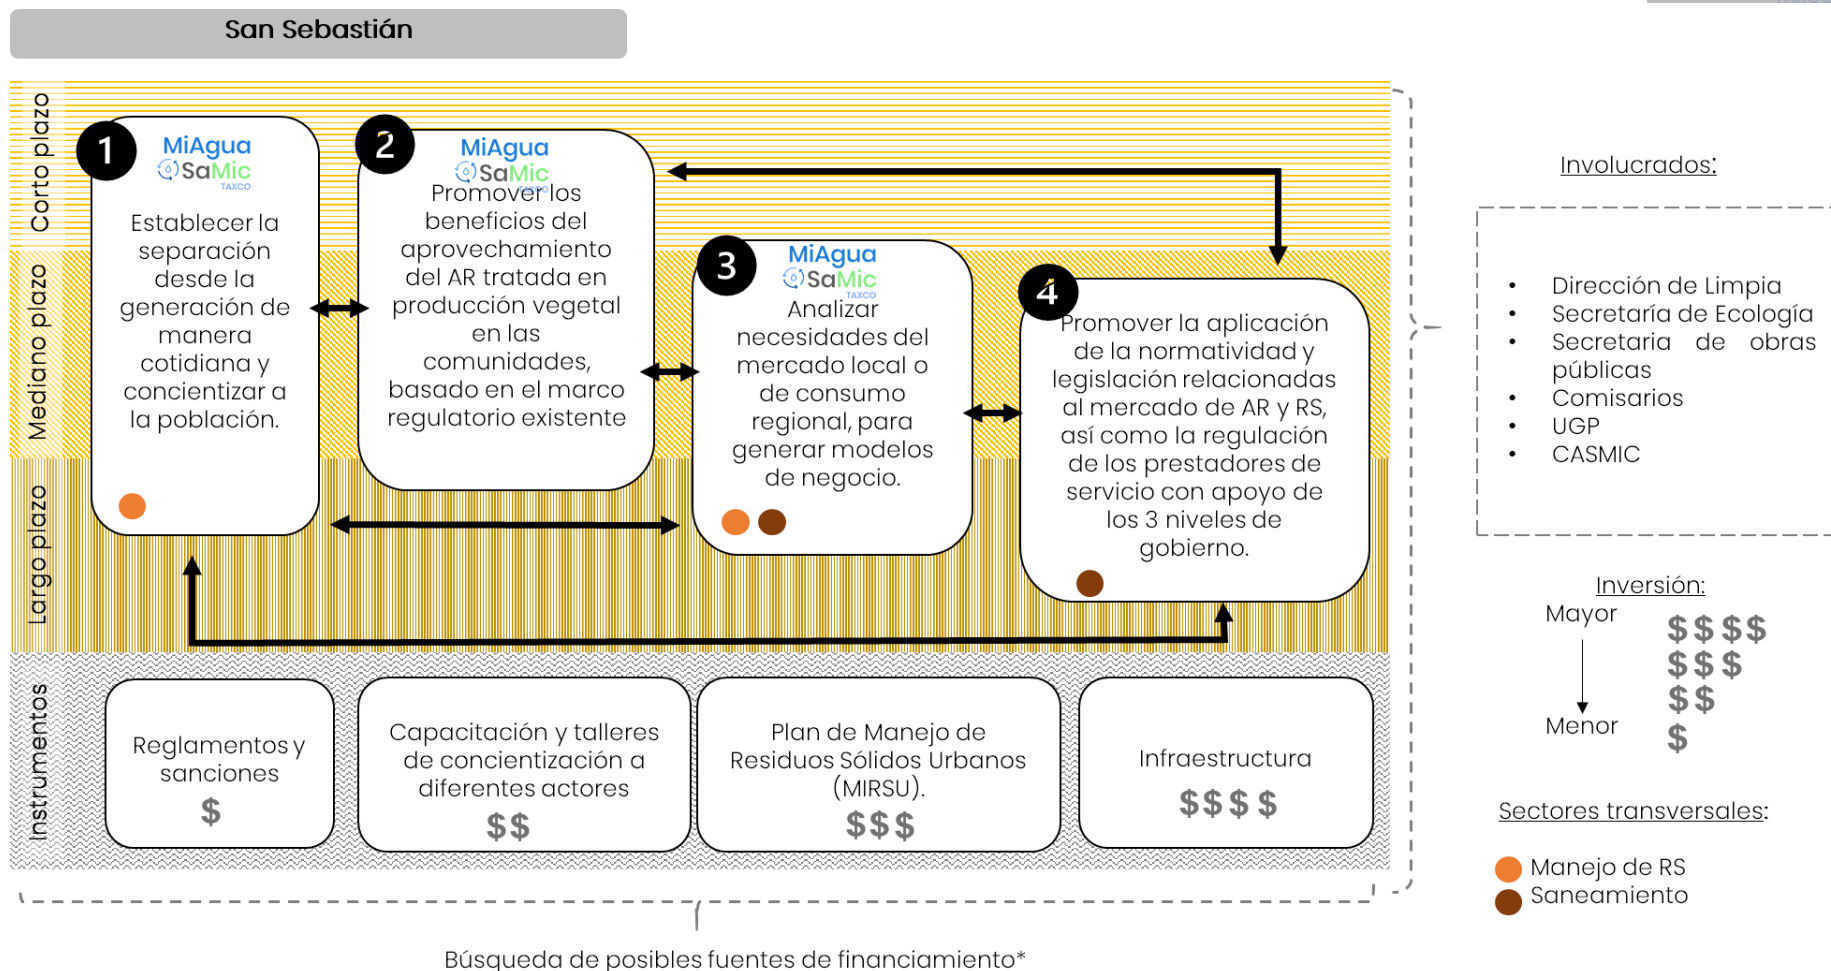 San Sebastián
Corto plazo
Mediano plazo
Largo plazo
Instrumentos
1
MiAgua
SaMic
TAXCO
Establecer la
separación
desde la
generación de
manera
cotidiana y
concientizar a
la población.
2
MiAgua
SaMic
TAXCO
Promover los
beneficios del
aprovechamiento
del AR tratada en
producción vegetal
en las
comunidades,
basado en el marco
regulatorio existente
3
MiAgua
SaMic
TAXCO
Analizar
necesidades del
mercado local o
de consumo
regional, para
generar modelos
de negocio.
4
Promover la aplicación
de la normatividad y
legislación relacionadas
al mercado de AR y RS,
así como la regulación
de los prestadores de
servicio con apoyo de
los 3 niveles de
gobierno.
Reglamentos y
sanciones
$
Capacitación y talleres
de concientización a
diferentes actores
$$
Plan de Manejo de
Residuos Sólidos Urbanos
(MIRSU).
$$$
Infraestructura
$$$$
Búsqueda de posibles fuentes de financiamiento*
Involucrados:
• Dirección de Limpia
• Secretaría de Ecología
• Secretaria de obras
públicas
• Comisarios
• UGP
• CASMIC
Inversión:
Mayor
$$$$
$$$
$$
Menor
$
Sectores transversales:
Manejo de RS
Saneamiento